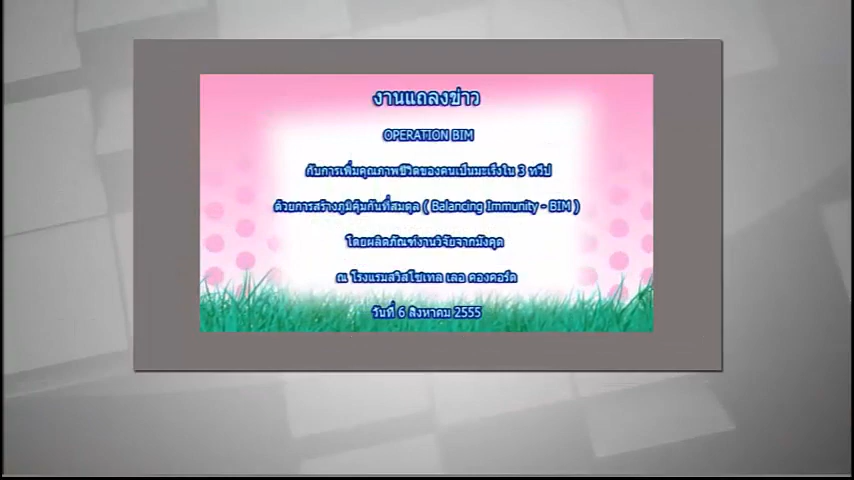 งานแถลงข่าว
OPERATION BIM
กับการเพิ่มคุณภาพชีวิตของคนเป็นมะเร็งใน 3 ทวีป
ด้วยการสร้างภูมิคุ้มกันที่สมดุล ( Balancing Immunity - BIM )
โดยผลิตภัณฑ์งานวิจัยจากมังคุด
ณ โรงแรมสวิสโฮเทล เลอ คองคอร์ด
วันที่ 6 สิงหาคม 2555